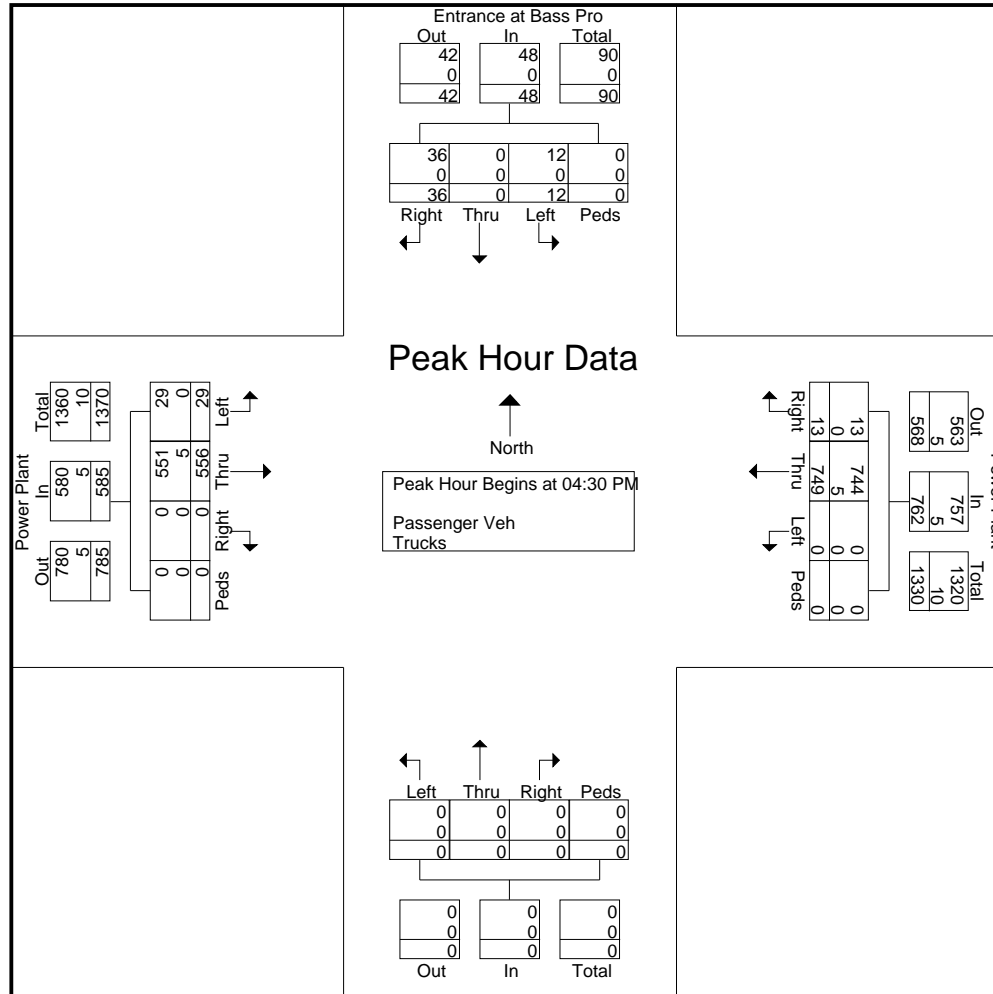 Entrance at Bass Pro
Out In Total
42 48 90
0 0 0
42 48 90
36 0 12 0
0 0 0 0
36 0 12 0
Right Thru Left Peds
Peak Hour Data
North
Peak Hour Begins at 04:30 PM
Passenger Veh
Trucks
Power Plant
Out In Total
780 580 1360
5 5 10
785 585 1370
Left Thru Right Peds
29 551 0 0
0 5 0 0
29 556 0 0
Out In Total
563 757 1320
5 5 10
568 762 1330
13 744 0 0
0 5 0 0
13 749 0 0
Right Thru Left Peds
Left Thru Right Peds
0 0 0 0
0 0 0 0
0 0 0 0
0 0 0
0 0 0
0 0 0
Out In Total